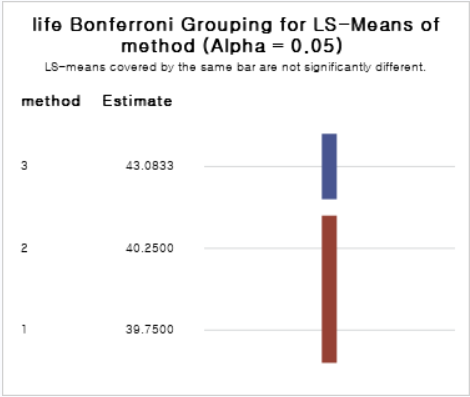 life Bonferroni Grouping for LS-Means of
method (Alpha = 0.05)
LS-means covered by the same bar are not significantly different.
method Estimate
3 43.0833
2 40.2500
1 39.7500